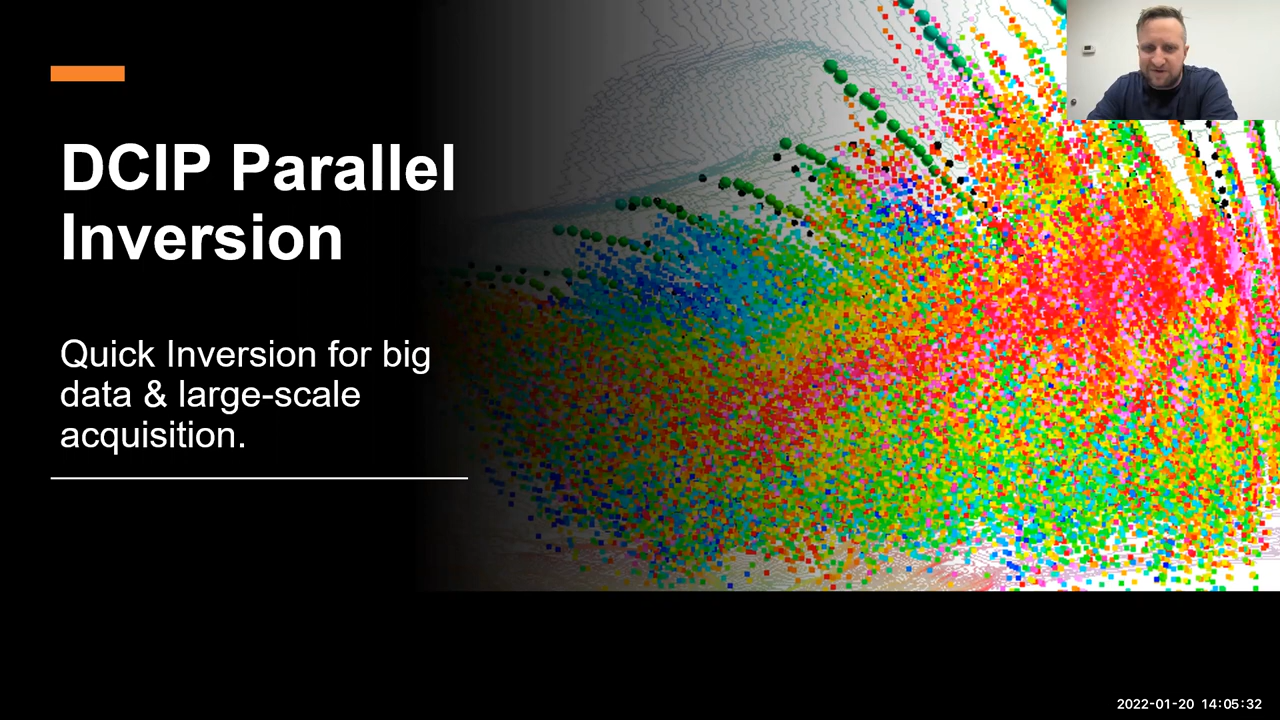 DCIP Parallel
Inversion
Quick Inversion for big
data & large-scale
acquisition.
2022-01-20 14:05:32